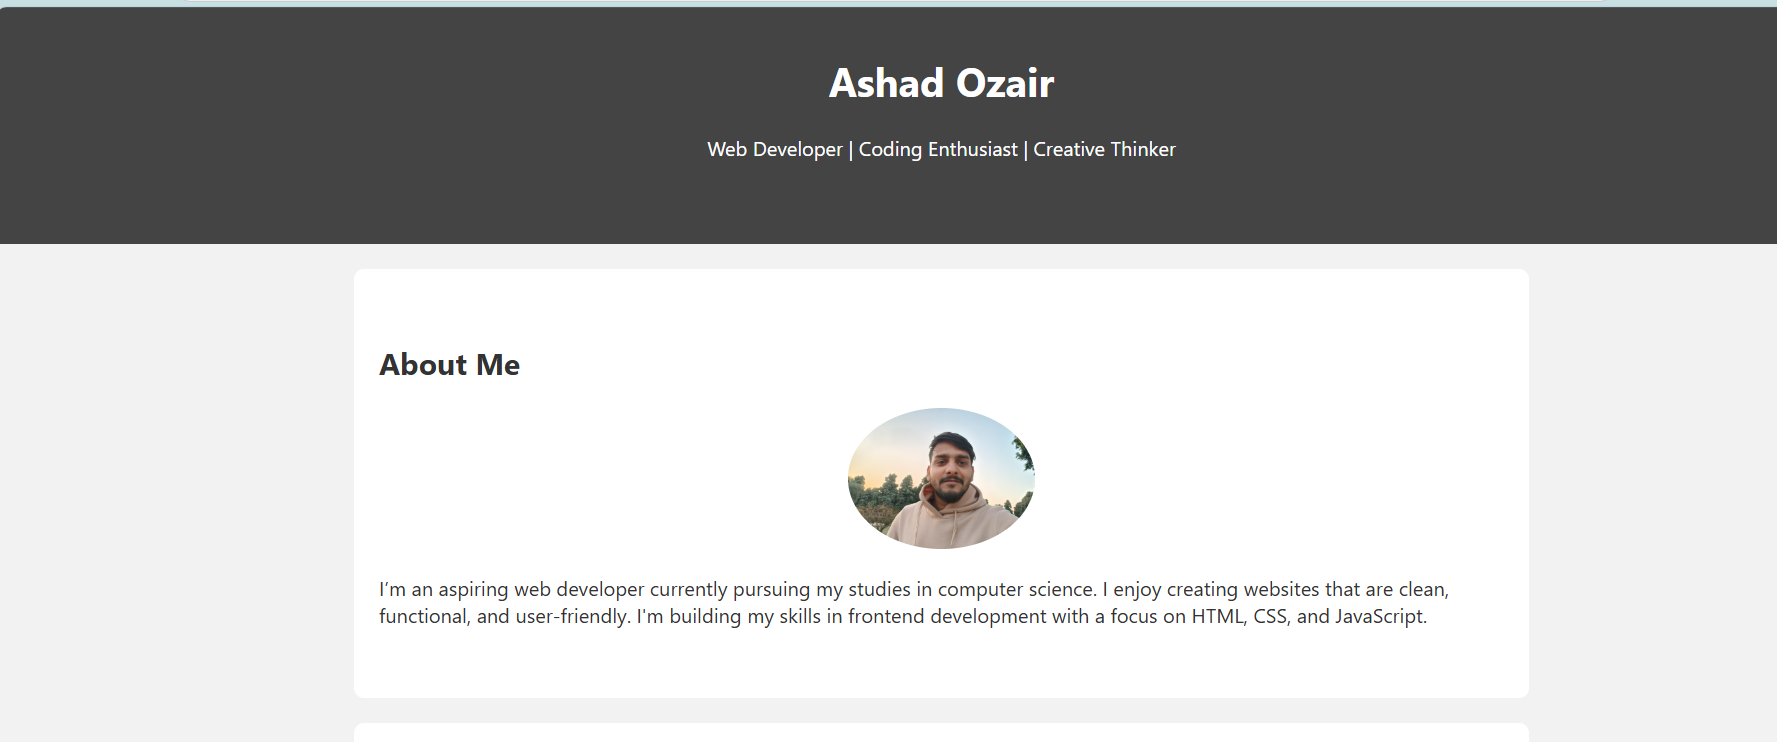 Ashad Ozair
Web Developer | Coding Enthusiast | Creative Thinker
About Me
I’m an aspiring web developer currently pursuing my studies in computer science. I enjoy creating websites that are clean,
functional, and user-friendly. I'm building my skills in frontend development with a focus on HTML, CSS, and JavaScript.